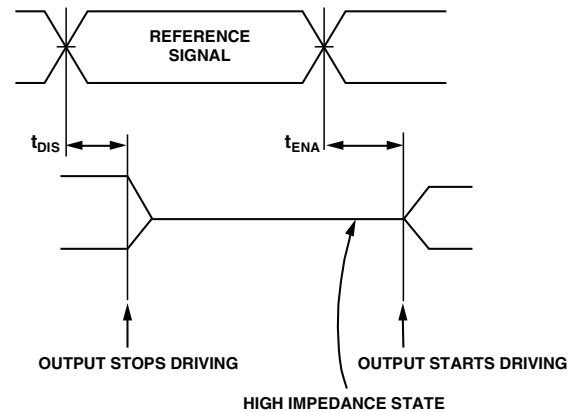 REFERENCE
SIGNAL
tDIS
tENA
OUTPUT STOPS DRIVING
OUTPUT STARTS DRIVING
HIGH IMPEDANCE STATE